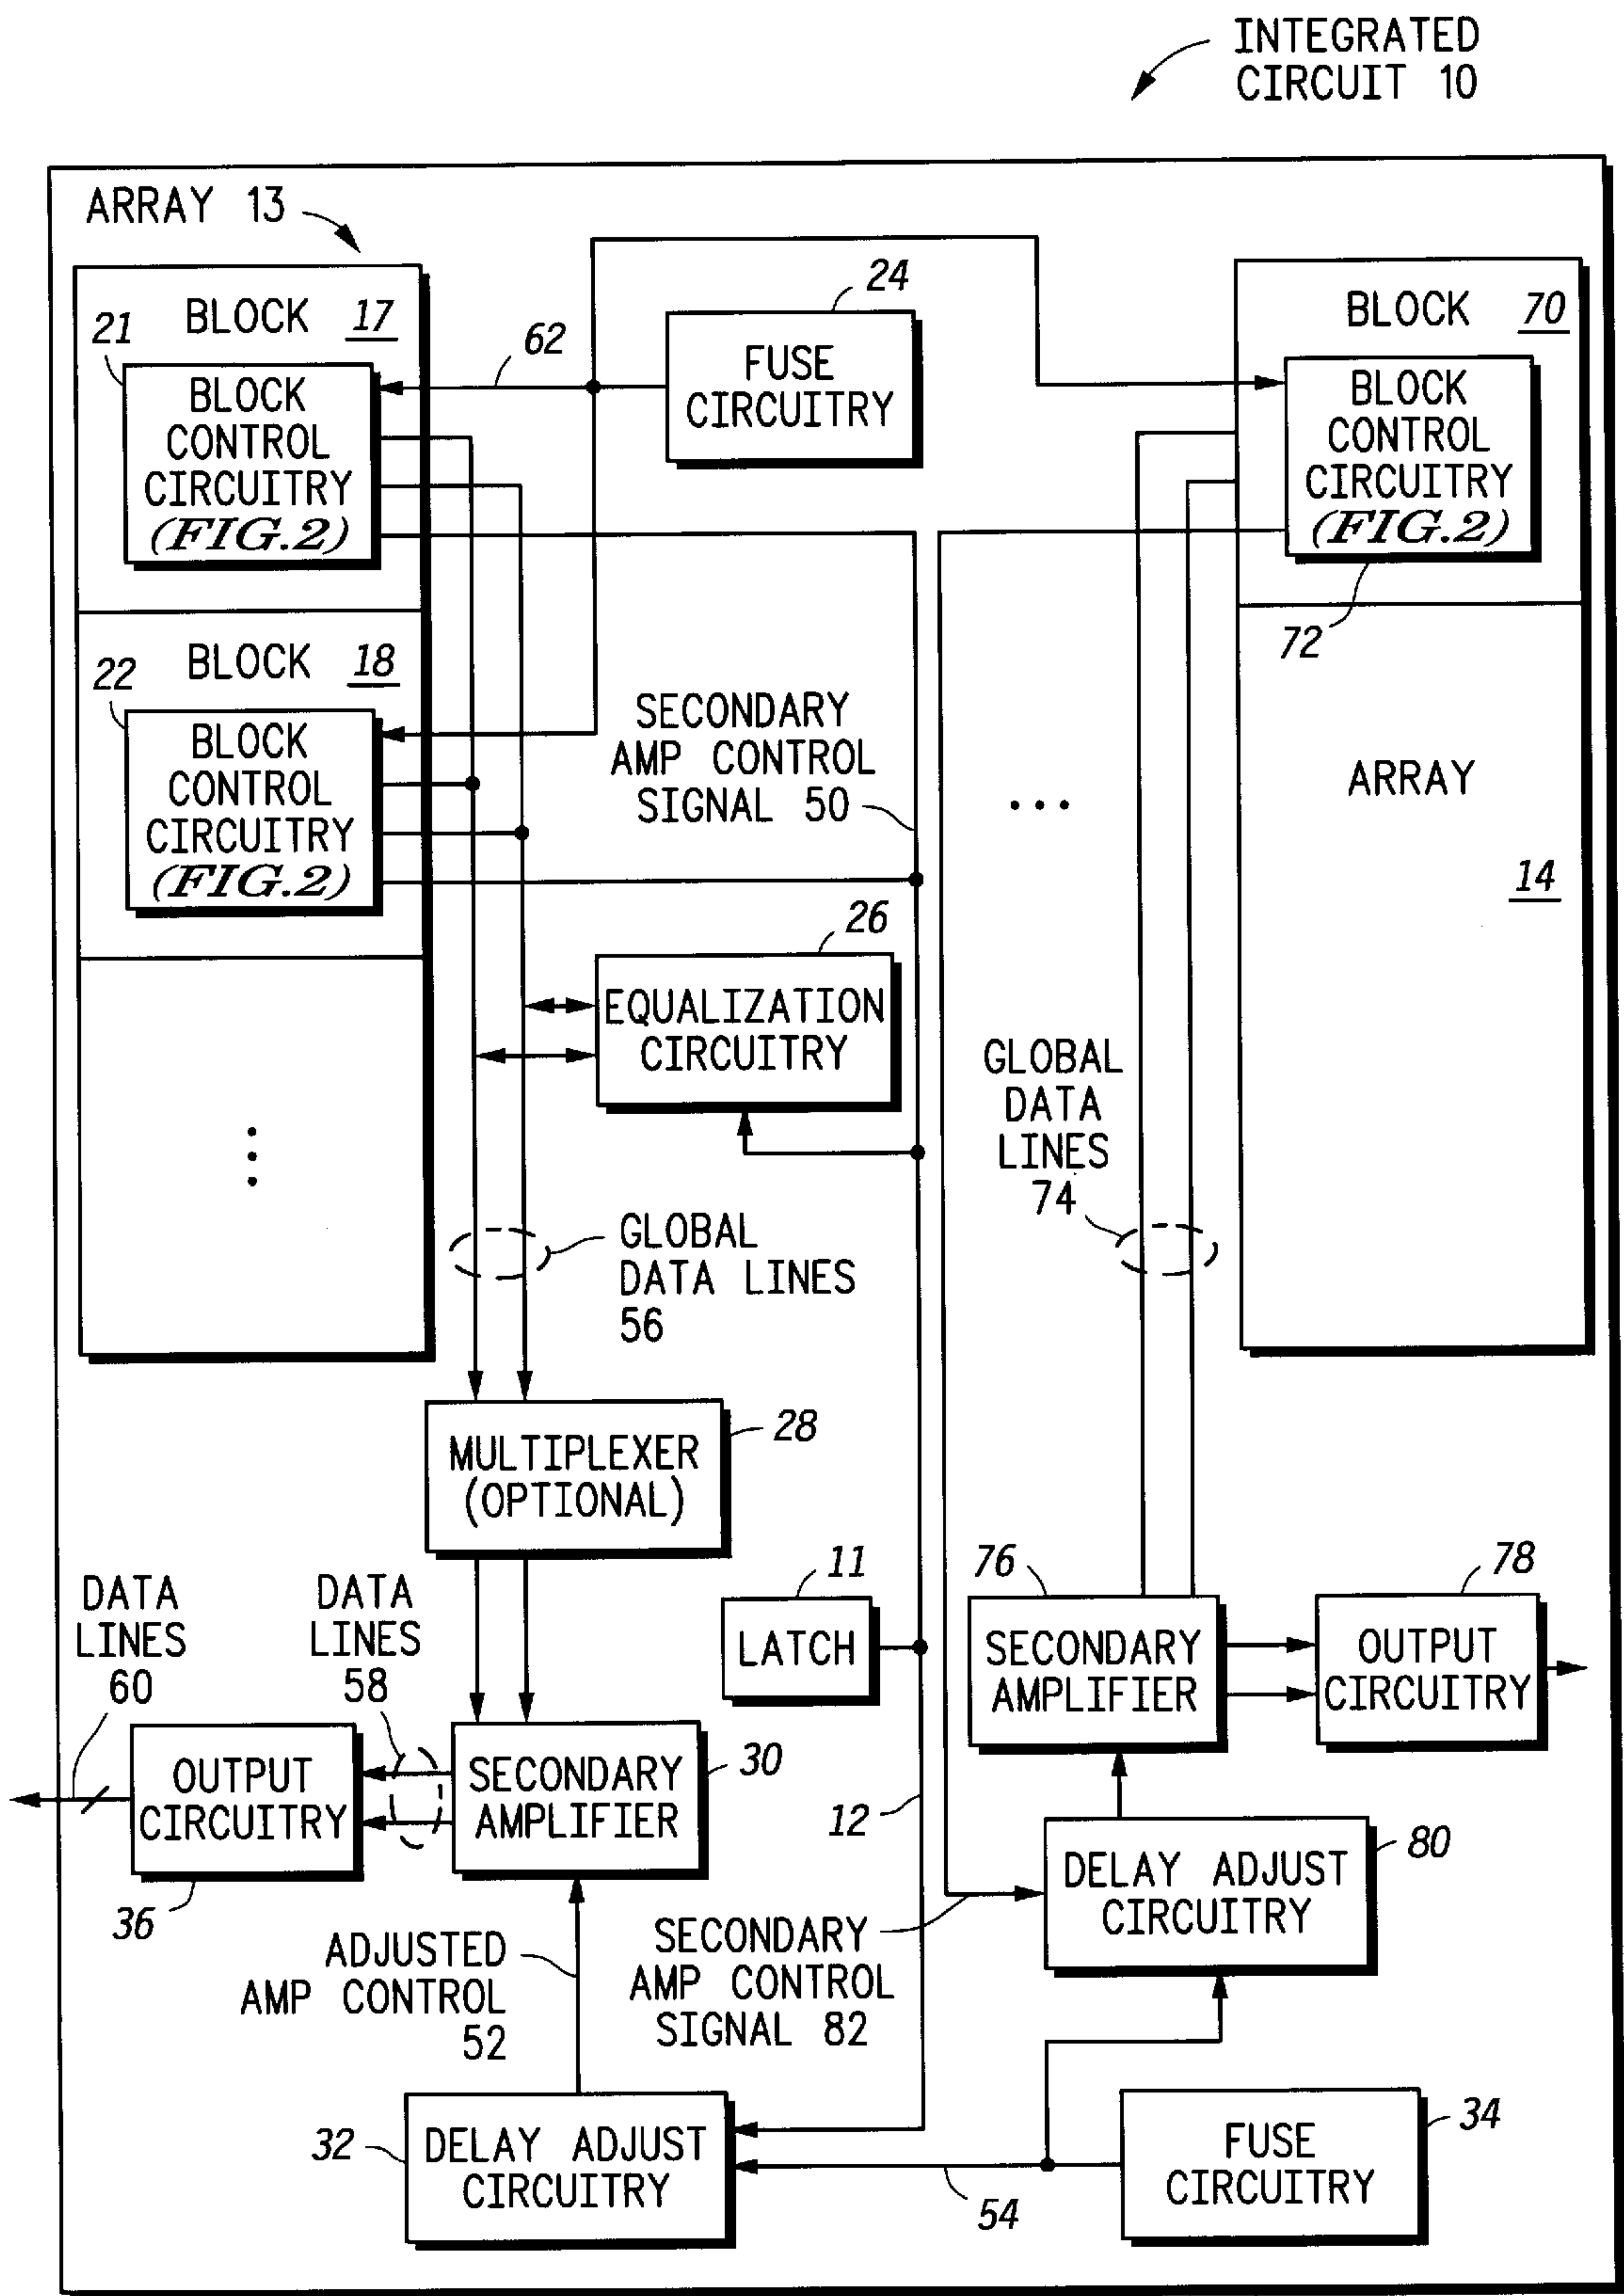 INTEGRATED
CIRCUIT 10
ARRAY 13
BLOCK 17
21
BLOCK
CONTROL
CIRCUITRY
(FIG.2)
62
24
FUSE
CIRCUITRY
BLOCK 70
BLOCK
CONTROL
CIRCUITRY
(FIG.2)
72
BLOCK 18
22
BLOCK
CONTROL
CIRCUITRY
(FIG.2)
SECONDARY
AMP CONTROL
SIGNAL 50
...
ARRAY
14
26
EQUALIZATION
CIRCUITRY
GLOBAL
DATA
LINES
74
GLOBAL
DATA LINES
56
28
MULTIPLEXER
(OPTIONAL)
11
LATCH
76
SECONDARY
AMPLIFIER
78
OUTPUT
CIRCUITRY
DATA
LINES
60
DATA
LINES
58
OUTPUT
CIRCUITRY
36
SECONDARY
AMPLIFIER
30
12
80
DELAY ADJUST
CIRCUITRY
ADJUSTED
AMP CONTROL
52
SECONDARY
AMP CONTROL
SIGNAL 82
32
DELAY ADJUST
CIRCUITRY
54
34
FUSE
CIRCUITRY